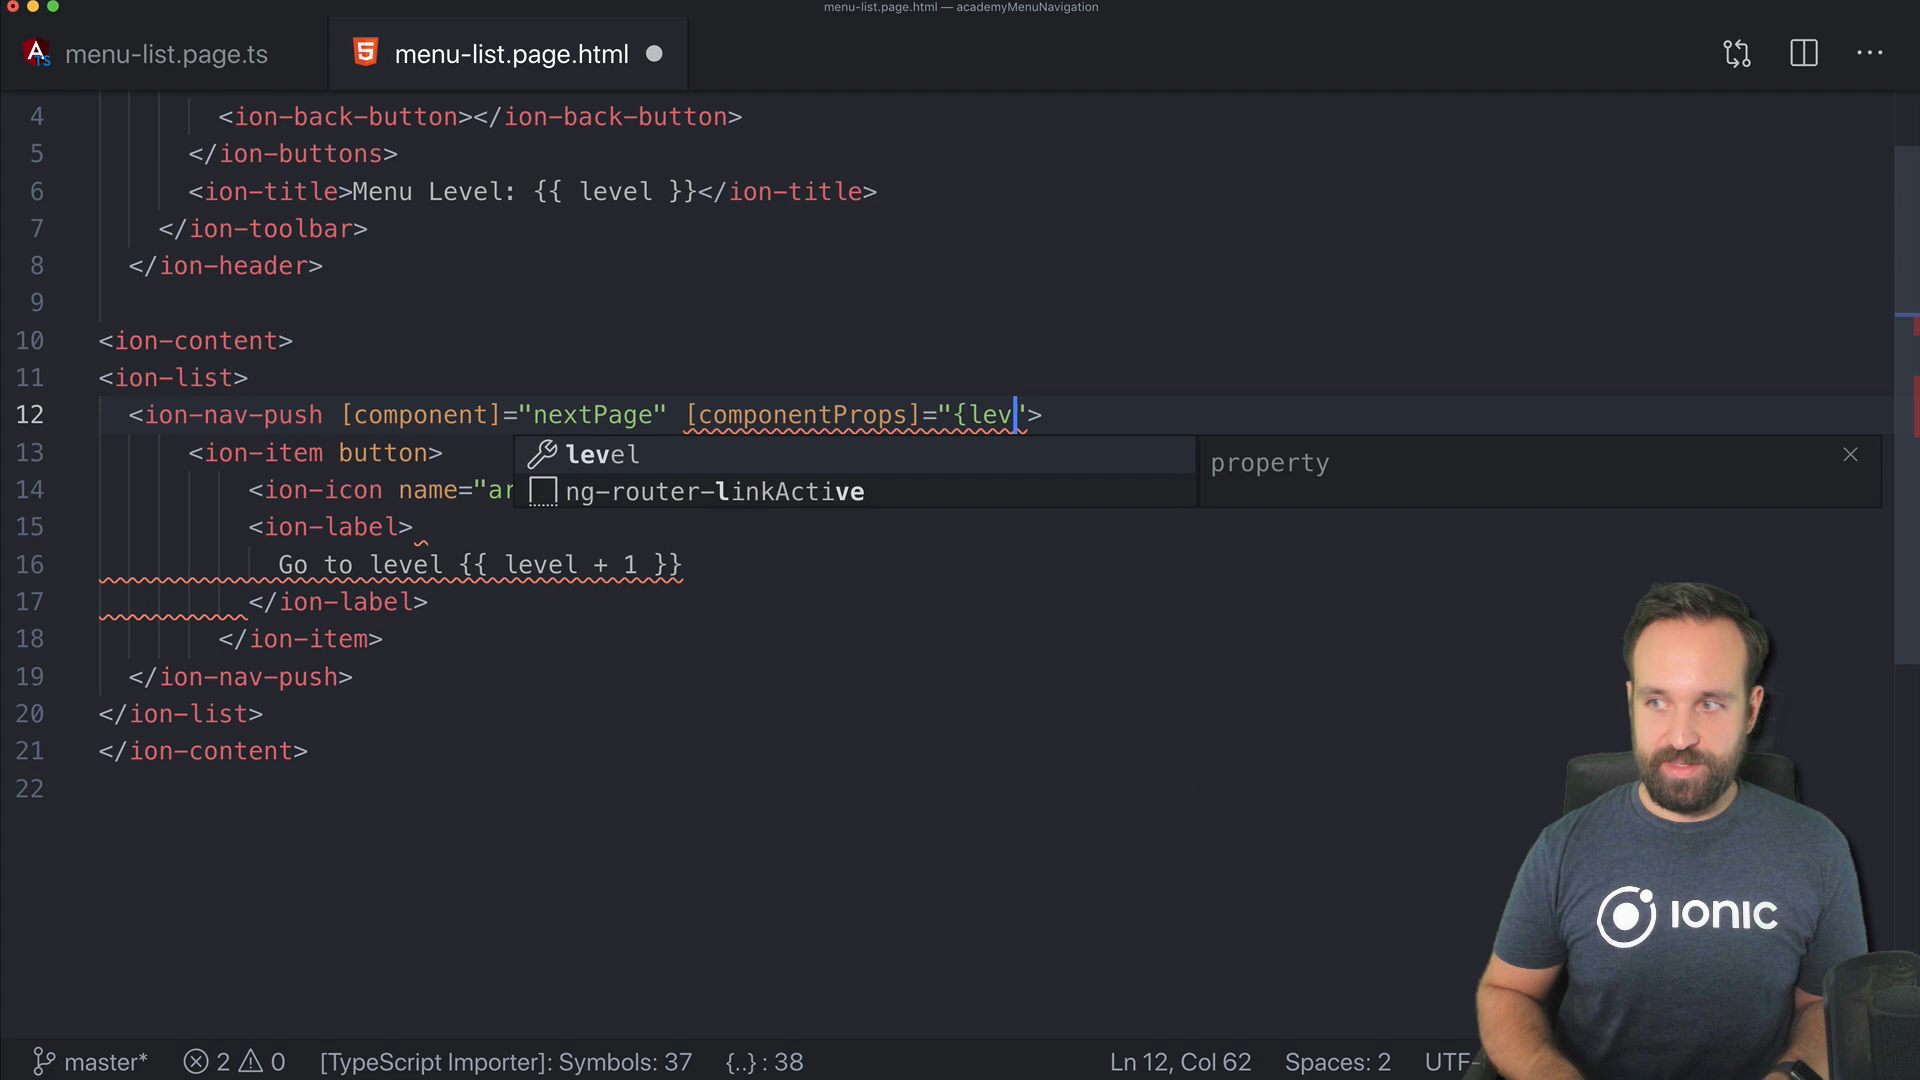 menu-list.page.html — academyMenuNavigation
menu-list.page.ts
menu-list.page.html
4 <ion-back-button></ion-back-button>
5 </ion-buttons>
6 <ion-title>Menu Level: {{ level }}</ion-title>
7 </ion-toolbar>
8 </ion-header>
9
10 <ion-content>
11 <ion-list>
12 <ion-nav-push [component]="nextPage" [componentProps]="{lev">
13 <ion-item button>
level
property
14 <ion-icon name="ar
ng-router-linkActive
15 <ion-label>
16 Go to level {{ level + 1 }}
17 </ion-label>
18 </ion-item>
19 </ion-nav-push>
20 </ion-list>
21 </ion-content>
22
IONIC
master* 2 0 [TypeScript Importer]: Symbols: 37 {..} : 38 Ln 12, Col 62 Spaces: 2 UTF-